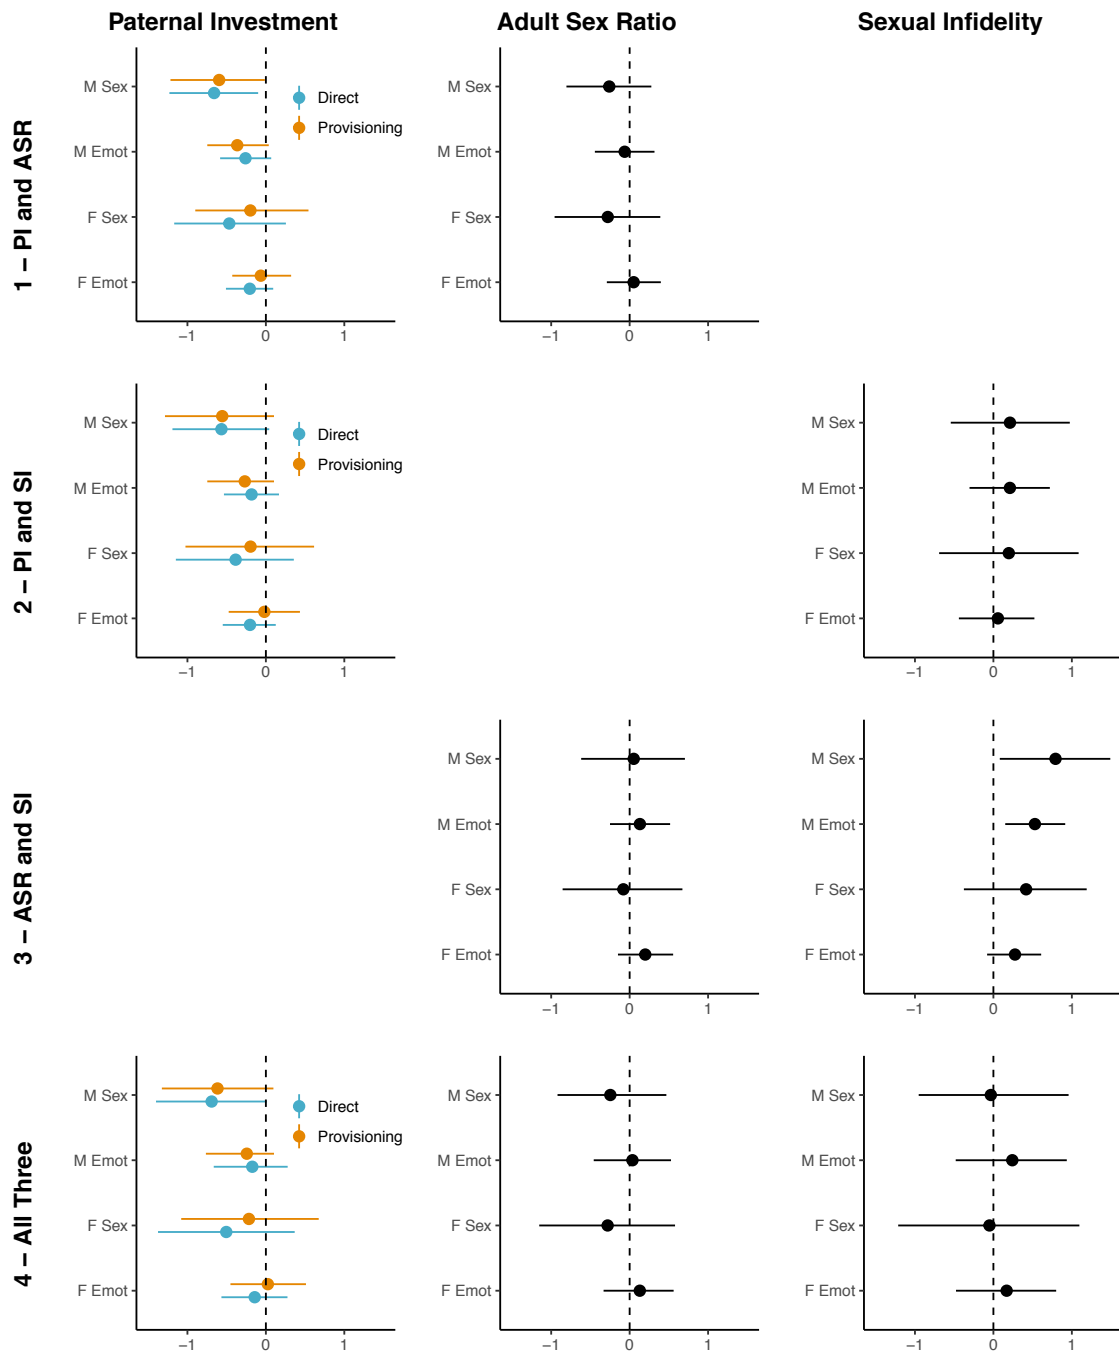 Paternal Investment
Adult Sex Ratio
Sexual Infidelity
1 − PI and ASR
M Sex
M Emot
F Sex
F Emot
Direct
Provisioning
−1 0 1
M Sex
M Emot
F Sex
F Emot
−1 0 1
2 − PI and SI
M Sex
M Emot
F Sex
F Emot
Direct
Provisioning
−1 0 1
M Sex
M Emot
F Sex
F Emot
−1 0 1
3 − ASR and SI
M Sex
M Emot
F Sex
F Emot
−1 0 1
M Sex
M Emot
F Sex
F Emot
−1 0 1
4 − All Three
M Sex
M Emot
F Sex
F Emot
Direct
Provisioning
−1 0 1
M Sex
M Emot
F Sex
F Emot
−1 0 1
M Sex
M Emot
F Sex
F Emot
−1 0 1